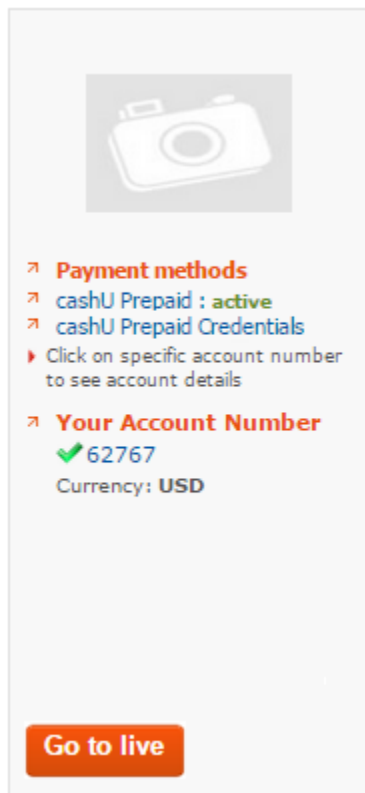 Payment methods
cashU Prepaid : active
cashU Prepaid Credentials
Click on specific account number
to see account details
Your Account Number
62767
Currency: USD
Go to live